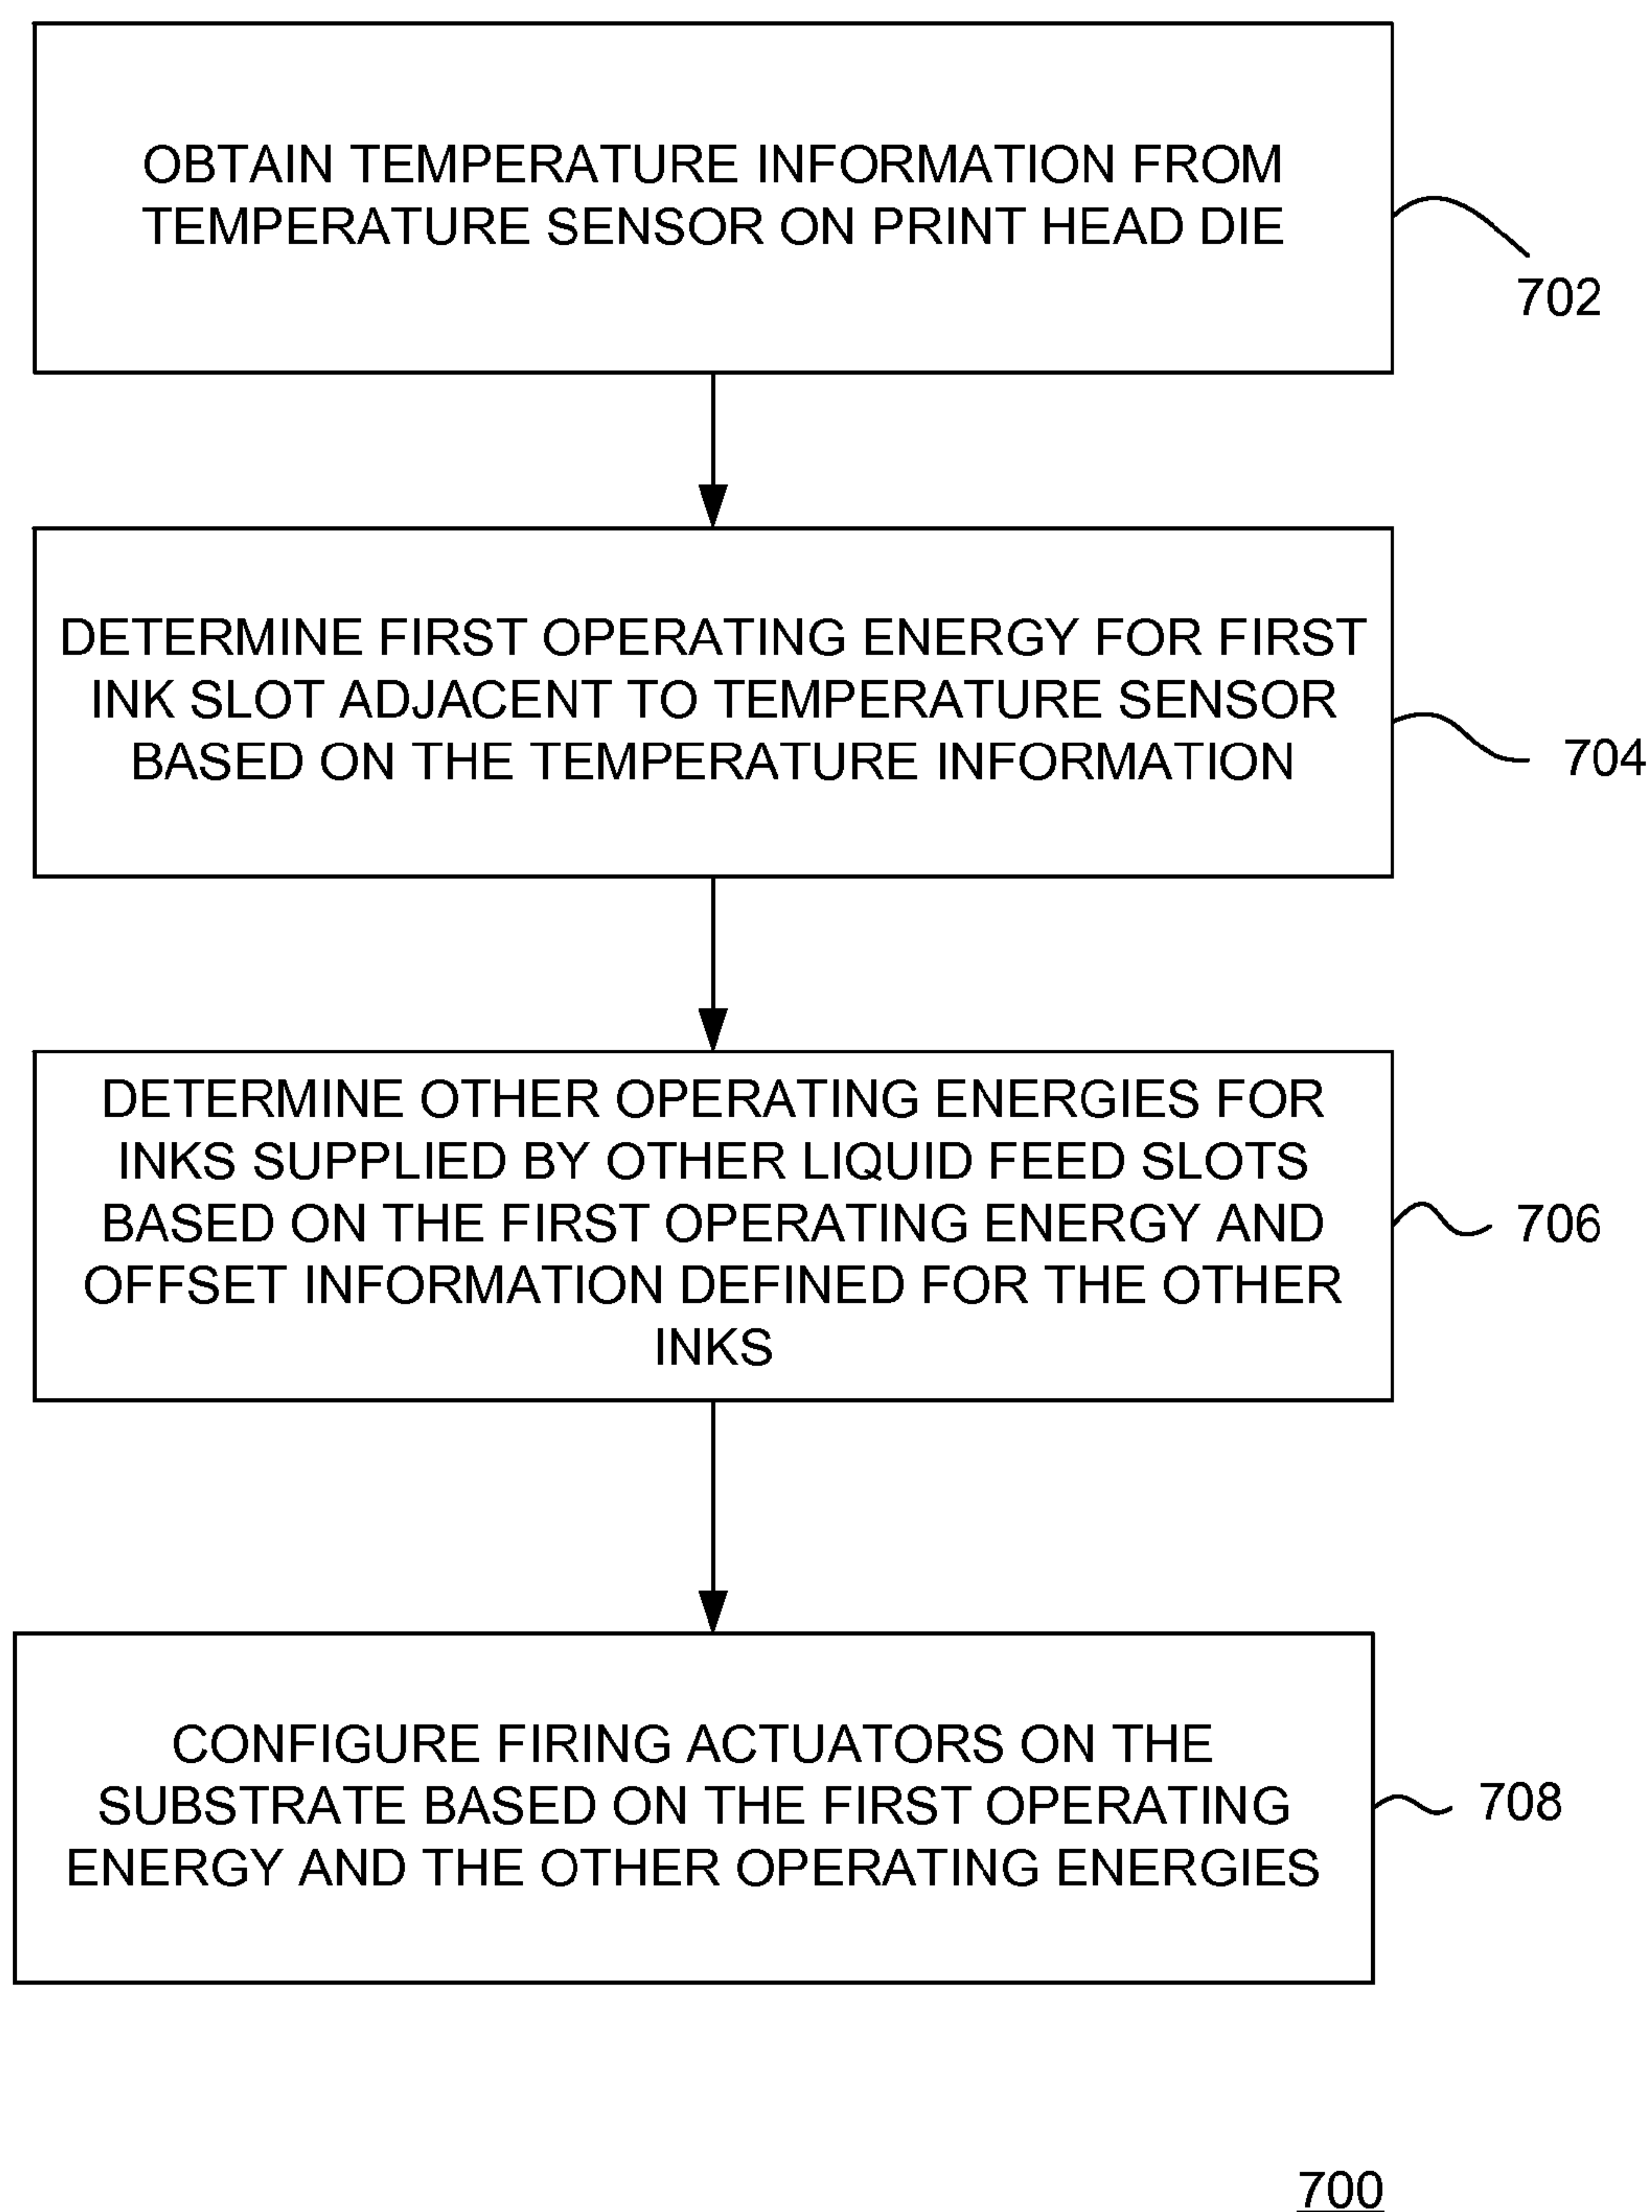 OBTAIN TEMPERATURE INFORMATION FROM
TEMPERATURE SENSOR ON PRINT HEAD DIE
702
DETERMINE FIRST OPERATING ENERGY FOR FIRST
INK SLOT ADJACENT TO TEMPERATURE SENSOR
BASED ON THE TEMPERATURE INFORMATION
704
DETERMINE OTHER OPERATING ENERGIES FOR
INKS SUPPLIED BY OTHER LIQUID FEED SLOTS
BASED ON THE FIRST OPERATING ENERGY AND
OFFSET INFORMATION DEFINED FOR THE OTHER
INKS
706
CONFIGURE FIRING ACTUATORS ON THE
SUBSTRATE BASED ON THE FIRST OPERATING
ENERGY AND THE OTHER OPERATING ENERGIES
708
700